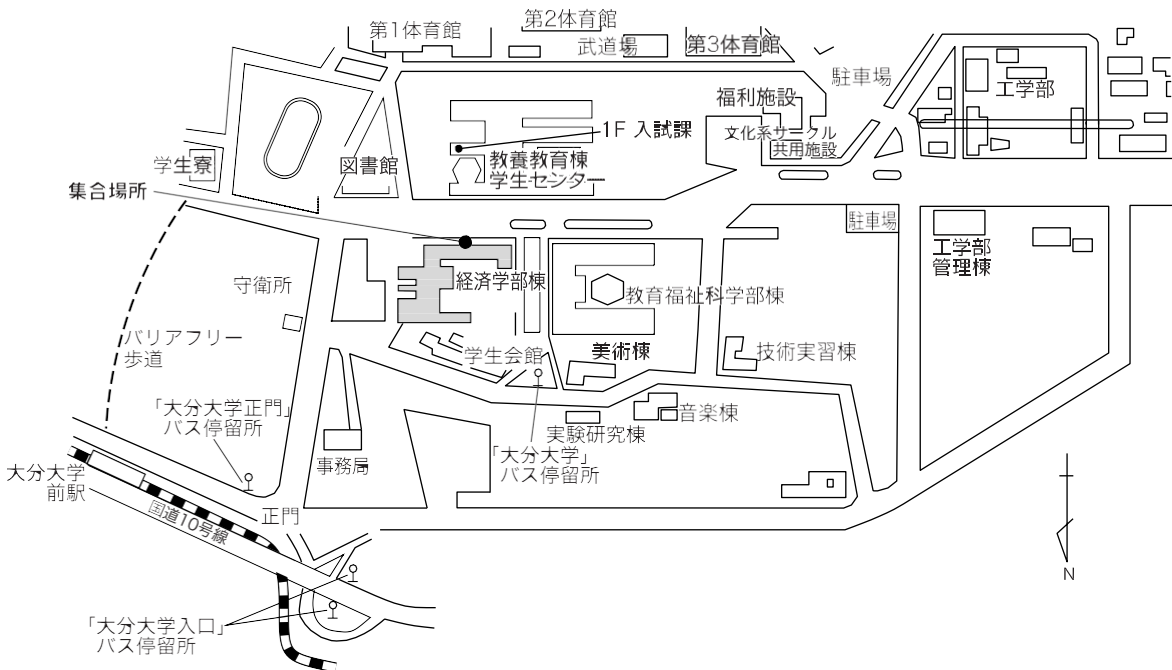 第1体育館
第2体育館
武道場
第3体育館
駐車場
工学部
福利施設
1F 入試課
文化系サークル
共用施設
学生寮
図書館
教養教育棟
学生センター
集合場所
駐車場
工学部
管理棟
守衛所
経済学部棟
教育福祉科学部棟
バリアフリー
歩道
学生会館
美術棟
技術実習棟
「大分大学正門」
バス停留所
音楽棟
実験研究棟
事務局
「大分大学」
バス停留所
大分大学
前駅
国道10号線
正門
N
「大分大学入口」
バス停留所